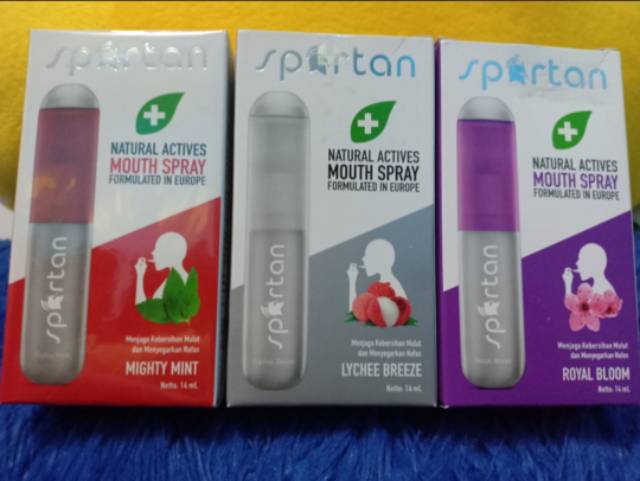 spartan
NATURAL ACTIVES
MOUTH SPRAY
FORMULATED IN EUROPE
spartan
Menjaga Kebersihan Mulut
dan Menyegarkan Nafas
MIGHTY MINT
Netto: 14 mL
spartan
NATURAL ACTIVES
MOUTH SPRAY
FORMULATED IN EUROPE
spartan
Menjaga Kebersihan Mulut
dan Menyegarkan Nafas
LYCHEE BREEZE
Netto: 14 mL
spartan
NATURAL ACTIVES
MOUTH SPRAY
FORMULATED IN EUROPE
spartan
Menjaga Kebersihan Mulut
dan Menyegarkan Nafas
ROYAL BLOOM
Netto: 14 mL